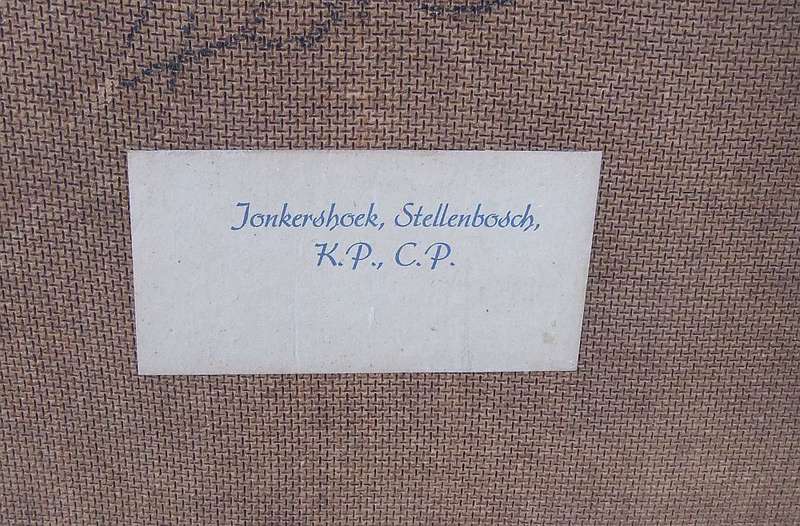 Jonkershoek, Stellenbosch,
K.P., C.P.